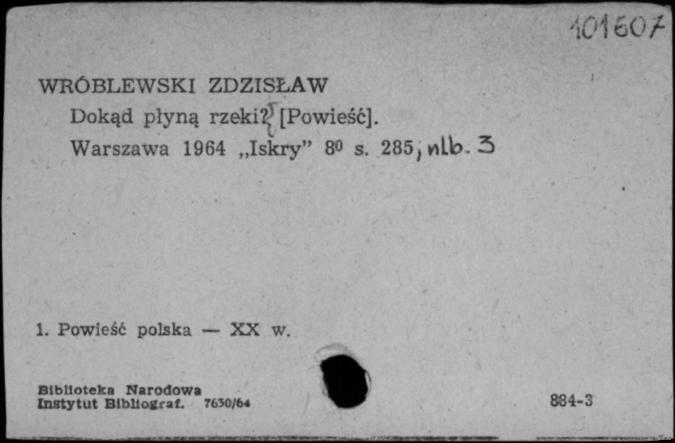 101607
WRÓBLEWSKI ZDZISŁAW
Dokąd płyną rzeki? [Powieść].
Warszawa 1964 „Iskry” 8⁰ s. 285, nlb. 3
1. Powieść polska — XX w.
Biblioteka Narodowa
Instytut Bibliograf. 7630/64
884-3